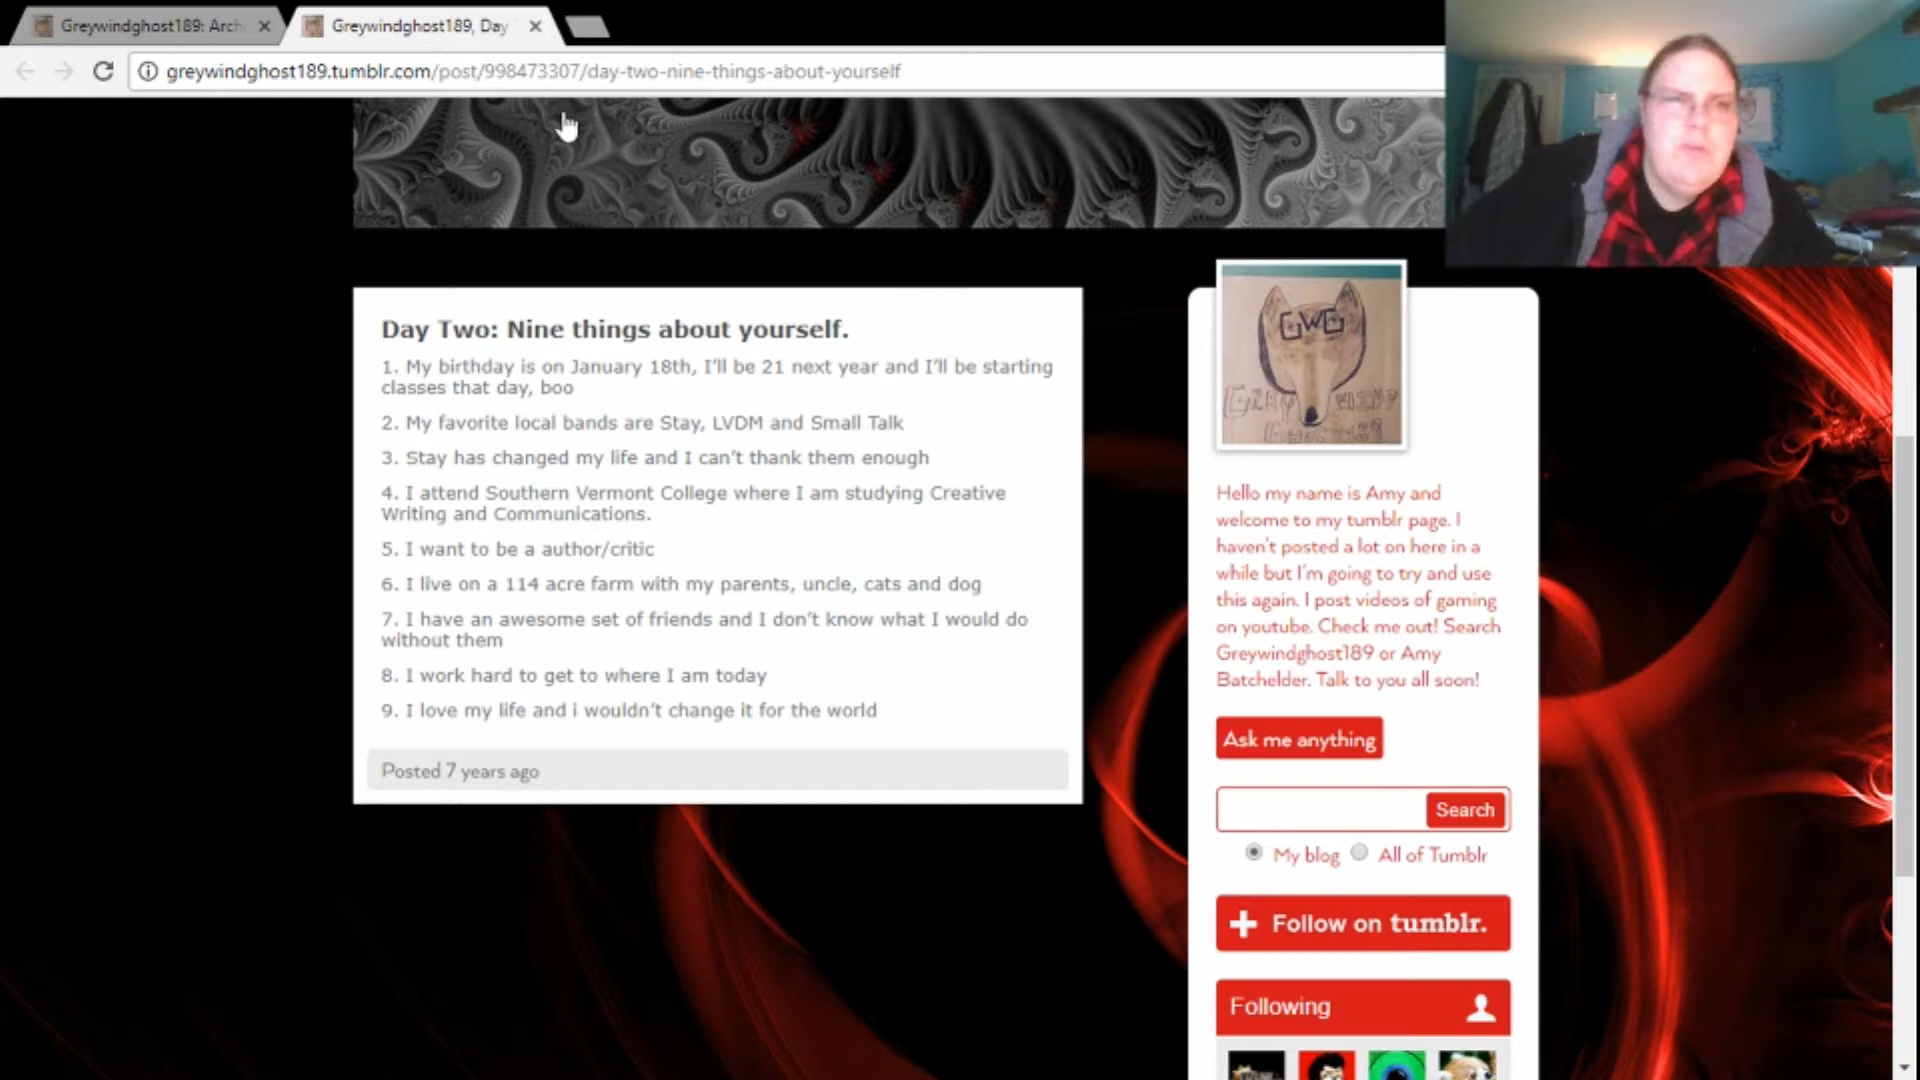 Greywindghost189: Arch
Greywindghost189, Day
greywindghost189.tumblr.com/post/998473307/day-two-nine-things-about-yourself
Day Two: Nine things about yourself.
1. My birthday is on January 18th, I'll be 21 next year and I'll be starting
classes that day, boo
2. My favorite local bands are Stay, LVDM and Small Talk
3. Stay has changed my life and I can't thank them enough
4. I attend Southern Vermont College where I am studying Creative
Writing and Communications.
5. I want to be a author/critic
6. I live on a 114 acre farm with my parents, uncle, cats and dog
7. I have an awesome set of friends and I don't know what I would do
without them
8. I work hard to get to where I am today
9. I love my life and i wouldn't change it for the world
Posted 7 years ago
GWG
Hello my name is Amy and
welcome to my tumblr page. I
haven't posted a lot on here in a
while but I'm going to try and use
this again. I post videos of gaming
on youtube. Check me out! Search
Greywindghost189 or Amy
Batchelder. Talk to you all soon!
Ask me anything
Search
My blog All of Tumblr
Follow on tumblr.
Following